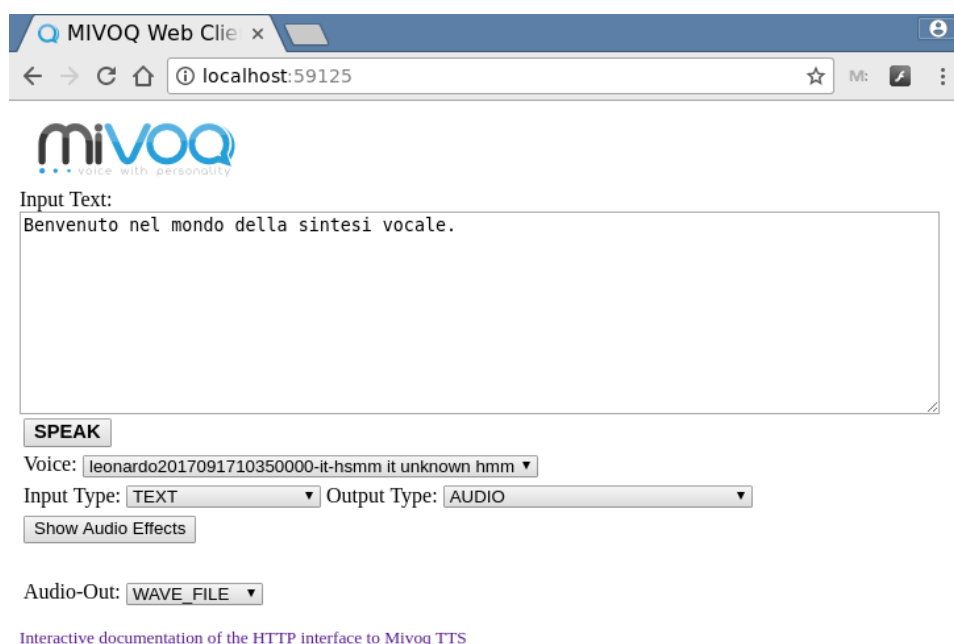 MIVOQ Web Clie
localhost:59125
M:
miVOQ
voice with personality
Input Text:
Benvenuto nel mondo della sintesi vocale.
SPEAK
Voice: leonardo2017091710350000-it-hsmm it unknown hmm
Input Type: TEXT Output Type: AUDIO
Show Audio Effects
Audio-Out: WAVE_FILE
Interactive documentation of the HTTP interface to Mivoq TTS